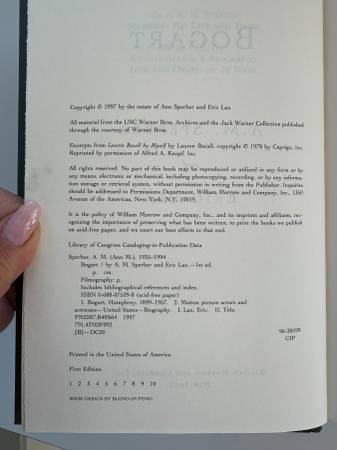 BOGART
Copyright © 1997 by the estate of Ann Sperber and Eric Lax
All material from the USC Warner Bros. Archives and the Jack Warner Collection published
through the courtesy of Warner Bros.
Excerpts from Lauren Bacall by Myself by Lauren Bacall, copyright © 1978 by Caprigo, Inc.
Reprinted by permission of Alfred A. Knopf, Inc.
All rights reserved. No part of this book may be reproduced or utilized in any form or by
any means, electronic or mechanical, including photocopying, recording, or by any informa-
tion storage or retrieval system, without permission in writing from the Publisher. Inquiries
should be addressed to Permissions Department, William Morrow and Company, Inc., 1350
Avenue of the Americas, New York, N.Y. 10019.
It is the policy of William Morrow and Company, Inc., and its imprints and affiliates, rec-
ognizing the importance of preserving what has been written, to print the books we publish
on acid-free paper, and we exert our best efforts to that end.
Library of Congress Cataloging-in-Publication Data
Sperber, A. M. (Ann M.), 1935–1994
Bogart / by A. M. Sperber and Eric Lax.—1st ed.
p. cm.
Filmography: p.
Includes bibliographical references and index.
ISBN 0-688-07539-8 (acid-free paper)
1. Bogart, Humphrey, 1899–1957. 2. Motion picture actors and
actresses—United States—Biography. I. Lax, Eric. II. Title.
PN2287.B48S64 1997
791.43'028'092
[B]—DC20
96-38599
CIP
Printed in the United States of America
First Edition
1 2 3 4 5 6 7 8 9 10
BOOK DESIGN BY BLOND ON POND